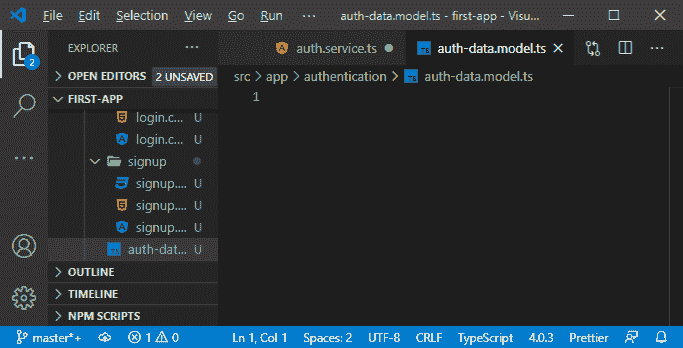 File Edit Selection View Go Run ··· auth-data.model.ts - first-app - Visu...
EXPLORER ···
auth.service.ts
auth-data.model.ts
OPEN EDITORS 2 UNSAVED
src > app > authentication > auth-data.model.ts
FIRST-APP
1
login.c... U
login.c... U
signup
signup.... U
signup.... U
signup.... U
auth-dat... U
OUTLINE
TIMELINE
NPM SCRIPTS
2
master*+ 1 0 Ln 1, Col 1 Spaces: 2 UTF-8 CRLF TypeScript 4.0.3 Prettier